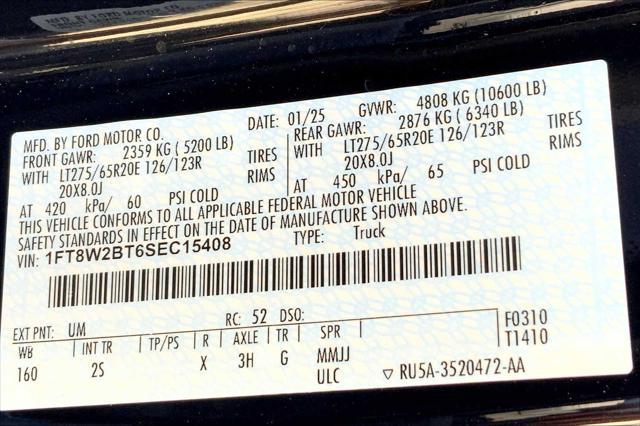 MFD. BY FORD MOTOR CO.
MFD. BY FORD MOTOR CO. DATE: 01/25 GVWR: 4808 KG (10600 LB)
FRONT GAWR: 2359 KG ( 5200 LB) REAR GAWR: 2876 KG ( 6340 LB)
WITH LT275/65R20E 126/123R TIRES WITH LT275/65R20E 126/123R TIRES
20X8.0J RIMS 20X8.0J RIMS
AT 420 kPa/ 60 PSI COLD AT 450 kPa/ 65 PSI COLD
THIS VEHICLE CONFORMS TO ALL APPLICABLE FEDERAL MOTOR VEHICLE
SAFETY STANDARDS IN EFFECT ON THE DATE OF MANUFACTURE SHOWN ABOVE.
VIN: 1FT8W2BT6SEC15408 TYPE: Truck
EXT PNT: UM RC: 52 DSO: F0310
WB INT TR TP/PS R AXLE TR SPR T1410
160 2S X 3H G MMJJ
ULC ▽ RU5A-3520472-AA